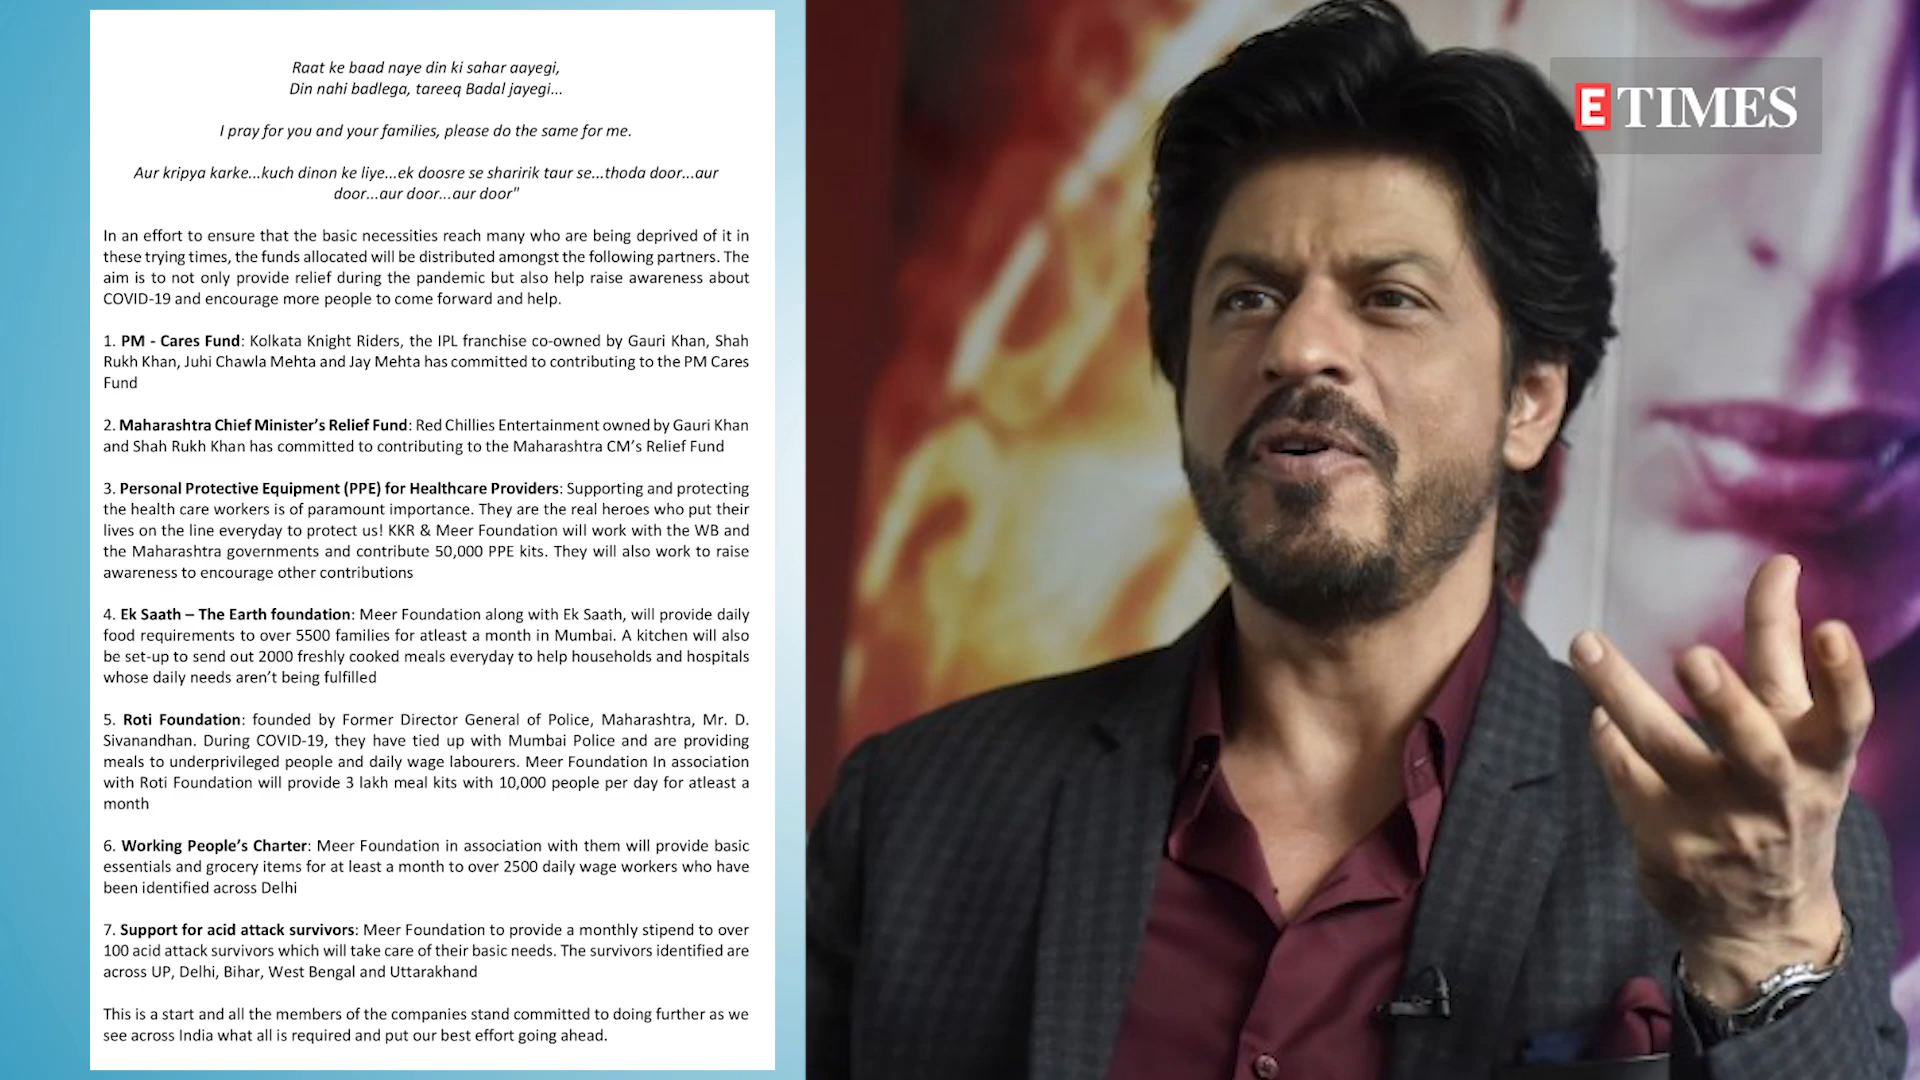 Raat ke baad naye din ki sahar aayegi,
Din nahi badlega, tareeq Badal jayegi...
I pray for you and your families, please do the same for me.
Aur kripya karke...kuch dinon ke liye...ek doosre se sharirik taur se...thoda door...aur
door...aur door...aur door"
In an effort to ensure that the basic necessities reach many who are being deprived of it in
these trying times, the funds allocated will be distributed amongst the following partners. The
aim is to not only provide relief during the pandemic but also help raise awareness about
COVID-19 and encourage more people to come forward and help.
1. PM - Cares Fund: Kolkata Knight Riders, the IPL franchise co-owned by Gauri Khan, Shah
Rukh Khan, Juhi Chawla Mehta and Jay Mehta has committed to contributing to the PM Cares
Fund
2. Maharashtra Chief Minister's Relief Fund: Red Chillies Entertainment owned by Gauri Khan
and Shah Rukh Khan has committed to contributing to the Maharashtra CM's Relief Fund
3. Personal Protective Equipment (PPE) for Healthcare Providers: Supporting and protecting
the health care workers is of paramount importance. They are the real heroes who put their
lives on the line everyday to protect us! KKR & Meer Foundation will work with the WB and
the Maharashtra governments and contribute 50,000 PPE kits. They will also work to raise
awareness to encourage other contributions
4. Ek Saath – The Earth foundation: Meer Foundation along with Ek Saath, will provide daily
food requirements to over 5500 families for atleast a month in Mumbai. A kitchen will also
be set-up to send out 2000 freshly cooked meals everyday to help households and hospitals
whose daily needs aren't being fulfilled
5. Roti Foundation: founded by Former Director General of Police, Maharashtra, Mr. D.
Sivanandhan. During COVID-19, they have tied up with Mumbai Police and are providing
meals to underprivileged people and daily wage labourers. Meer Foundation In association
with Roti Foundation will provide 3 lakh meal kits with 10,000 people per day for atleast a
month
6. Working People's Charter: Meer Foundation in association with them will provide basic
essentials and grocery items for at least a month to over 2500 daily wage workers who have
been identified across Delhi
7. Support for acid attack survivors: Meer Foundation to provide a monthly stipend to over
100 acid attack survivors which will take care of their basic needs. The survivors identified are
across UP, Delhi, Bihar, West Bengal and Uttarakhand
This is a start and all the members of the companies stand committed to doing further as we
see across India what all is required and put our best effort going ahead.
E TIMES